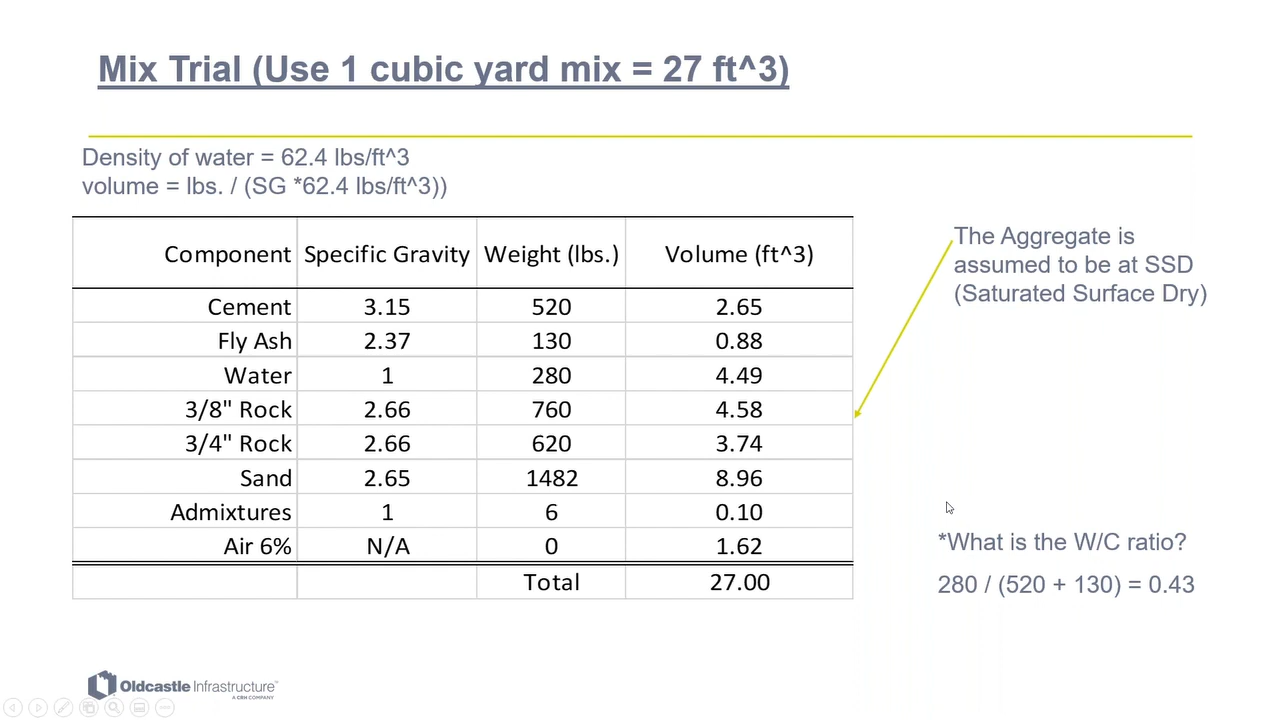 Mix Trial (Use 1 cubic yard mix = 27 ft^3)
Density of water = 62.4 lbs/ft^3
volume = lbs. / (SG *62.4 lbs/ft^3))
Component Specific Gravity Weight (lbs.) Volume (ft^3)
Cement 3.15 520 2.65
Fly Ash 2.37 130 0.88
Water 1 280 4.49
3/8" Rock 2.66 760 4.58
3/4" Rock 2.66 620 3.74
Sand 2.65 1482 8.96
Admixtures 1 6 0.10
Air 6% N/A 0 1.62
Total 27.00
The Aggregate is
assumed to be at SSD
(Saturated Surface Dry)
*What is the W/C ratio?
280 / (520 + 130) = 0.43
Oldcastle Infrastructure™
A CRH COMPANY